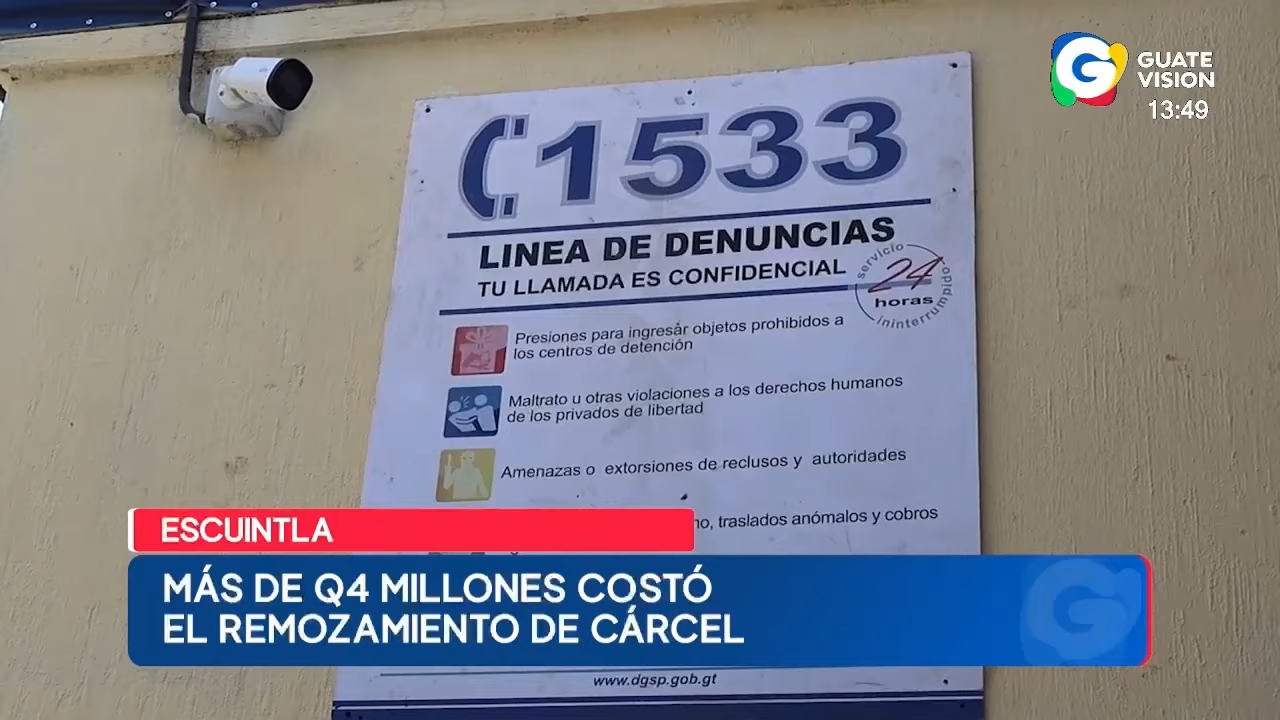 GUATE
VISION
13:49
1533
LINEA DE DENUNCIAS
TU LLAMADA ES CONFIDENCIAL
servicio
24
horas
ininterrumpido
Presiones para ingresar objetos prohibidos a
los centros de detención
Maltrato u otras violaciones a los derechos humanos
de los privados de libertad
Amenazas o extorsiones de reclusos y autoridades
traslados anómalos y cobros
ESCUINTLA
MÁS DE Q4 MILLONES COSTÓ
EL REMOZAMIENTO DE CÁRCEL
www.dgsp.gob.gt